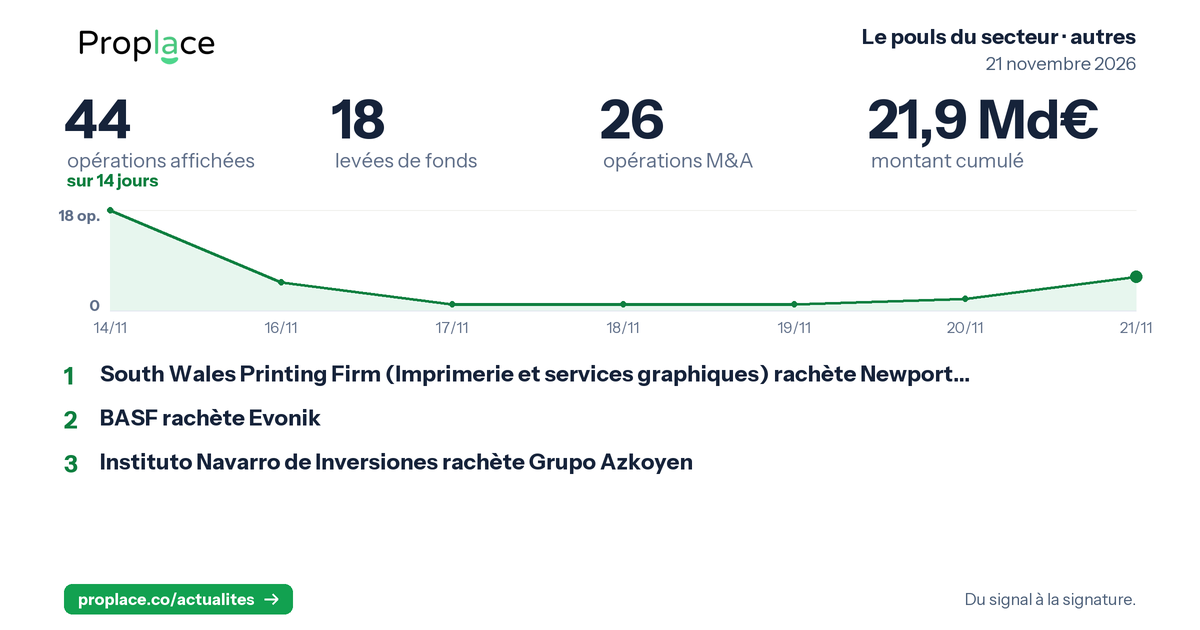 Proplace
Le pouls du secteur · autres
21 novembre 2026
44
opérations affichées
sur 14 jours
18
levées de fonds
26
opérations M&A
21,9 Md€
montant cumulé
18 op.
0
14/11 16/11 17/11 18/11 19/11 20/11 21/11
1 South Wales Printing Firm (Imprimerie et services graphiques) rachète Newport...
2 BASF rachète Evonik
3 Instituto Navarro de Inversiones rachète Grupo Azkoyen
proplace.co/actualites →
Du signal à la signature.